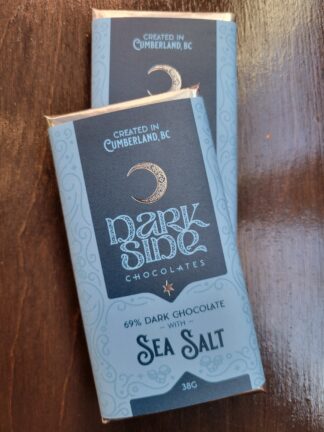 CREATED IN
CUMBERLAND, BC
CREATED IN
CUMBERLAND, BC
DARK
SIDE
CHOCOLATES
69% DARK CHOCOLATE
– WITH –
SEA SALT
38G